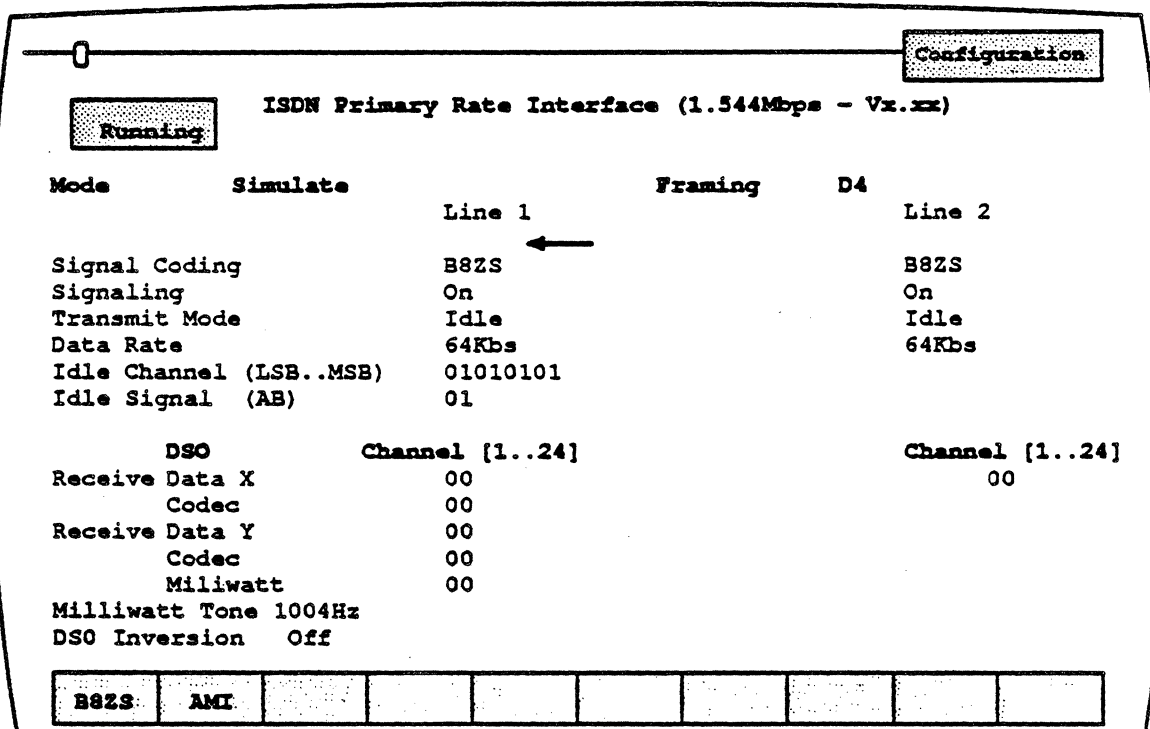 Configuration
ISDN Primary Rate Interface (1.544Mbps - Vx.xx)
Running
Mode Simulate Framing D4
Line 1 Line 2
Signal Coding B8ZS B8ZS
Signaling On On
Transmit Mode Idle Idle
Data Rate 64Kbs 64Kbs
Idle Channel (LSB..MSB) 01010101
Idle Signal (AB) 01
DSO Channel [1..24] Channel [1..24]
Receive Data X 00 00
Codec 00
Receive Data Y 00
Codec 00
Miliwatt 00
Milliwatt Tone 1004Hz
DS0 Inversion Off
B8ZS AMI